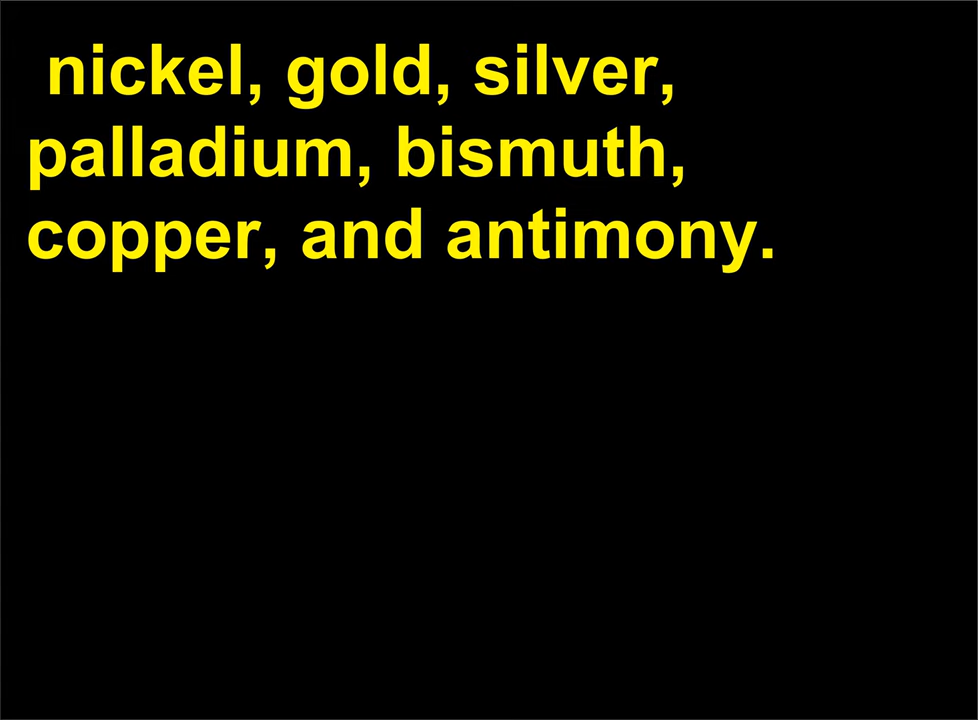 nickel, gold, silver,
palladium, bismuth,
copper, and antimony.